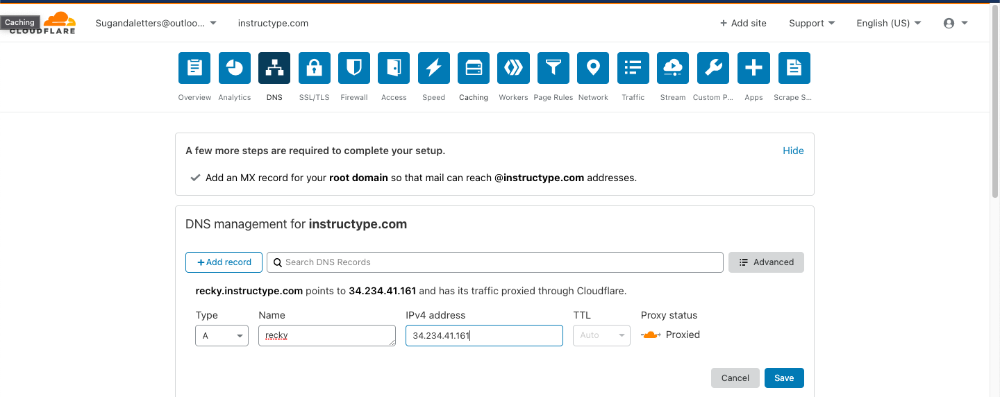 Caching
CLOUDFLARE
Sugandaletters@outloo...
instructype.com
+ Add site
Support
English (US)
Overview
Analytics
DNS
SSL/TLS
Firewall
Access
Speed
Caching
Workers
Page Rules
Network
Traffic
Stream
Custom P...
Apps
Scrape S...
A few more steps are required to complete your setup.
Hide
Add an MX record for your root domain so that mail can reach @instructype.com addresses.
DNS management for instructype.com
+ Add record
Search DNS Records
Advanced
recky.instructype.com points to 34.234.41.161 and has its traffic proxied through Cloudflare.
Type
Name
IPv4 address
TTL
Proxy status
A
recky
34.234.41.161
Auto
Proxied
Cancel
Save